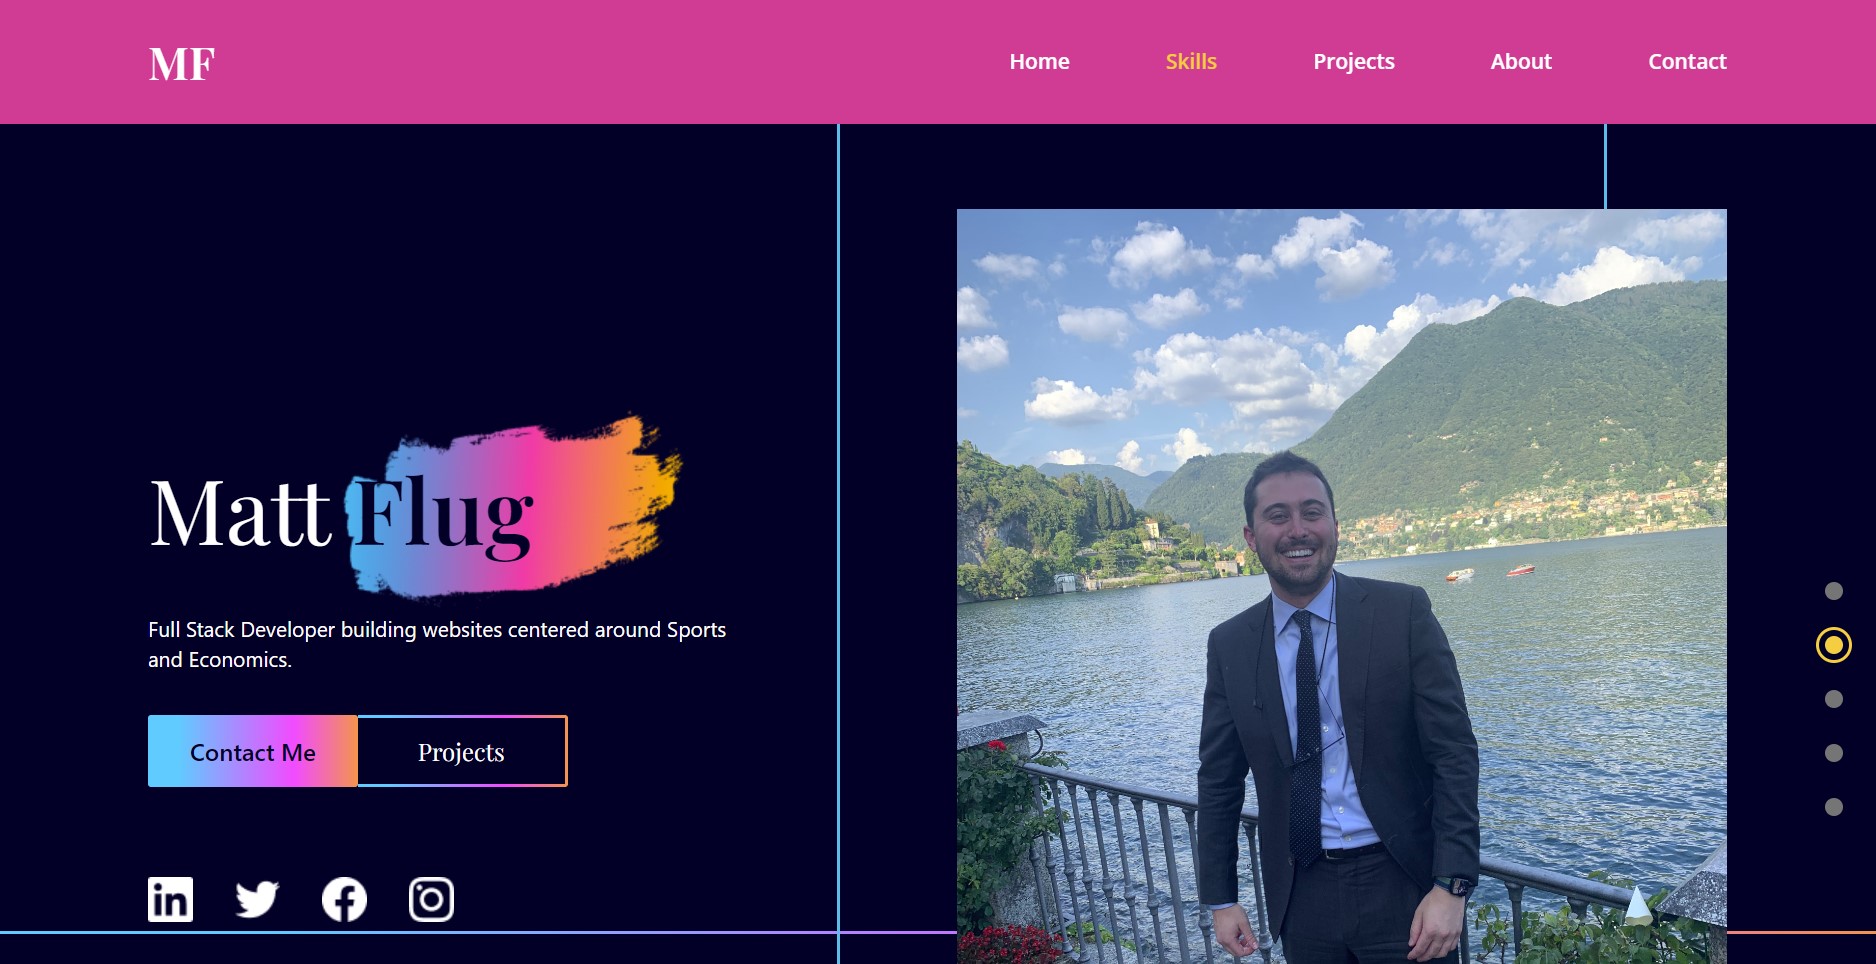 MF
Home
Skills
Projects
About
Contact
Matt Flug
Full Stack Developer building websites centered around Sports
and Economics.
Contact Me
Projects
in